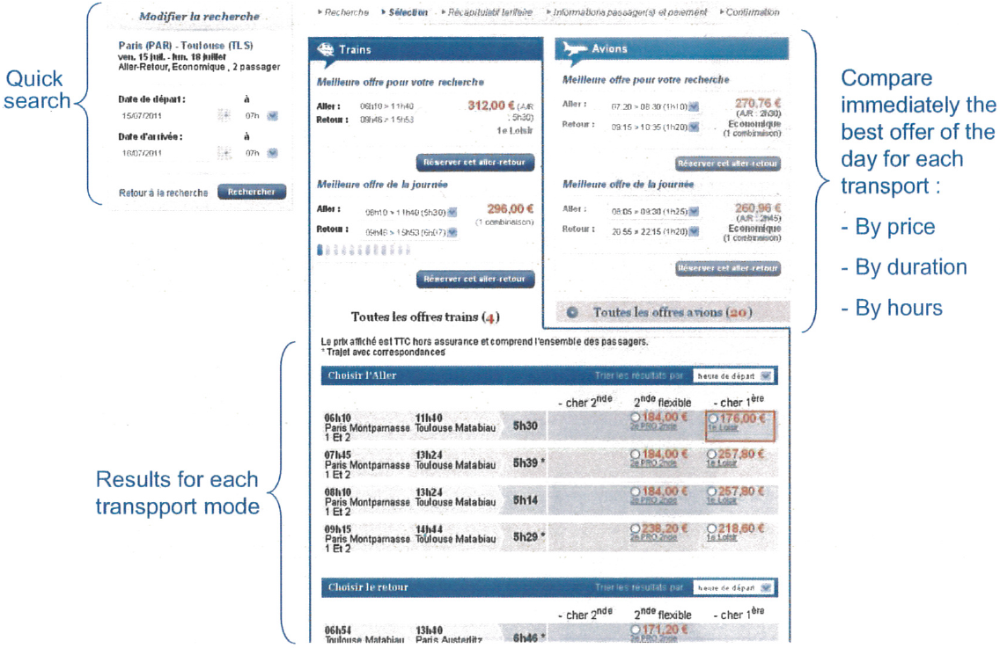 ▸ Recherche ▸ Sélection ▸ Récapitulatif tarifaire ▸ Informations passager(s) et paiement ▸ Confirmation
Quick
search
Modifier la recherche
Paris (PAR) - Toulouse (TLS)
ven. 15 juil. - lun. 18 juillet
Aller-Retour, Economique , 2 passager
Date de départ : à
15/07/2011 07h
Date d'arrivée : à
18/07/2011 07h
Retour à la recherche Rechercher
Trains
Meilleure offre pour votre recherche
Aller : 06h10 > 11h40 312,00 € (A/R
Retour : 09h46 > 15h53 : 5h30)
1e Loisir
Réserver cet aller-retour
Meilleure offre de la journée
Aller : 06h10 > 11h40 (5h30) 296,00 €
(1 combinaison)
Retour : 09h46 > 15h53 (6h07)
Réserver cet aller-retour
Toutes les offres trains (4)
Avions
Meilleure offre pour votre recherche
Aller : 07:20 > 08:30 (1h10) 270,76 €
(A/R : 2h30)
Retour : 09:15 > 10:35 (1h20) Economique
(1 combinaison)
Réserver cet aller-retour
Meilleure offre de la journée
Aller : 08:05 > 09:30 (1h25) 260,96 €
(A/R : 2h45)
Retour : 20:55 > 22:15 (1h20) Economique
(1 combinaison)
Réserver cet aller-retour
Toutes les offres avions (20)
Compare
immediately the
best offer of the
day for each
transport :
- By price
- By duration
- By hours
Results for each
transpport mode
Le prix affiché est TTC hors assurance et comprend l'ensemble des passagers.
* Trajet avec correspondances
Choisir l'Aller Trier les résultats par heure de départ
- cher 2nde 2nde flexible - cher 1ère
06h10 11h40 5h30 184,00 € 176,00 €
Paris Montparnasse Toulouse Matabiau 2e PRO 2nde 1e Loisir
1 Et 2
07h45 13h24 5h39 * 184,00 € 257,80 €
Paris Montparnasse Toulouse Matabiau 2e PRO 2nde 1e Loisir
1 Et 2
08h10 13h24 5h14 184,00 € 257,80 €
Paris Montparnasse Toulouse Matabiau 2e PRO 2nde 1e Loisir
1 Et 2
09h15 14h44 5h29 * 238,20 € 218,60 €
Paris Montparnasse Toulouse Matabiau 2e PRO 2nde 1e Loisir
1 Et 2
Choisir le retour Trier les résultats par heure de départ
- cher 2nde 2nde flexible - cher 1ère
06h54 13h40 6h46 * 171,20 €
Toulouse Matabiau Paris Austerlitz 2e PRO 2nde